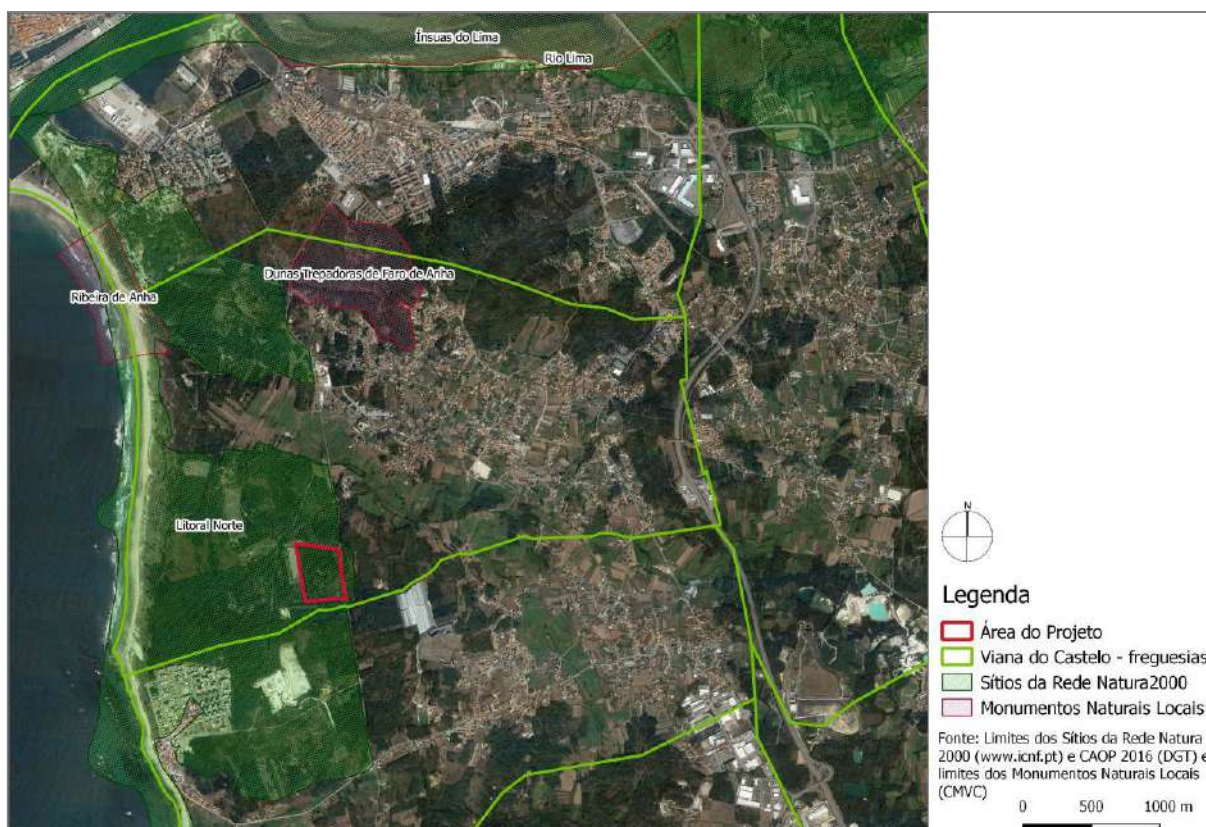 Ínsuas do Lima
Rio Lima
Dunas Trepadoras de Faro de Anha
Ribeira de Anha
Litoral Norte
N
Legenda
Área do Projeto
Viana do Castelo - freguesias
Sítios da Rede Natura2000
Monumentos Naturais Locais
Fonte: Limites dos Sítios da Rede Natura
2000 (www.icnf.pt) e CAOP 2016 (DGT) e
limites dos Monumentos Naturais Locais
(CMVC)
0 500 1000 m